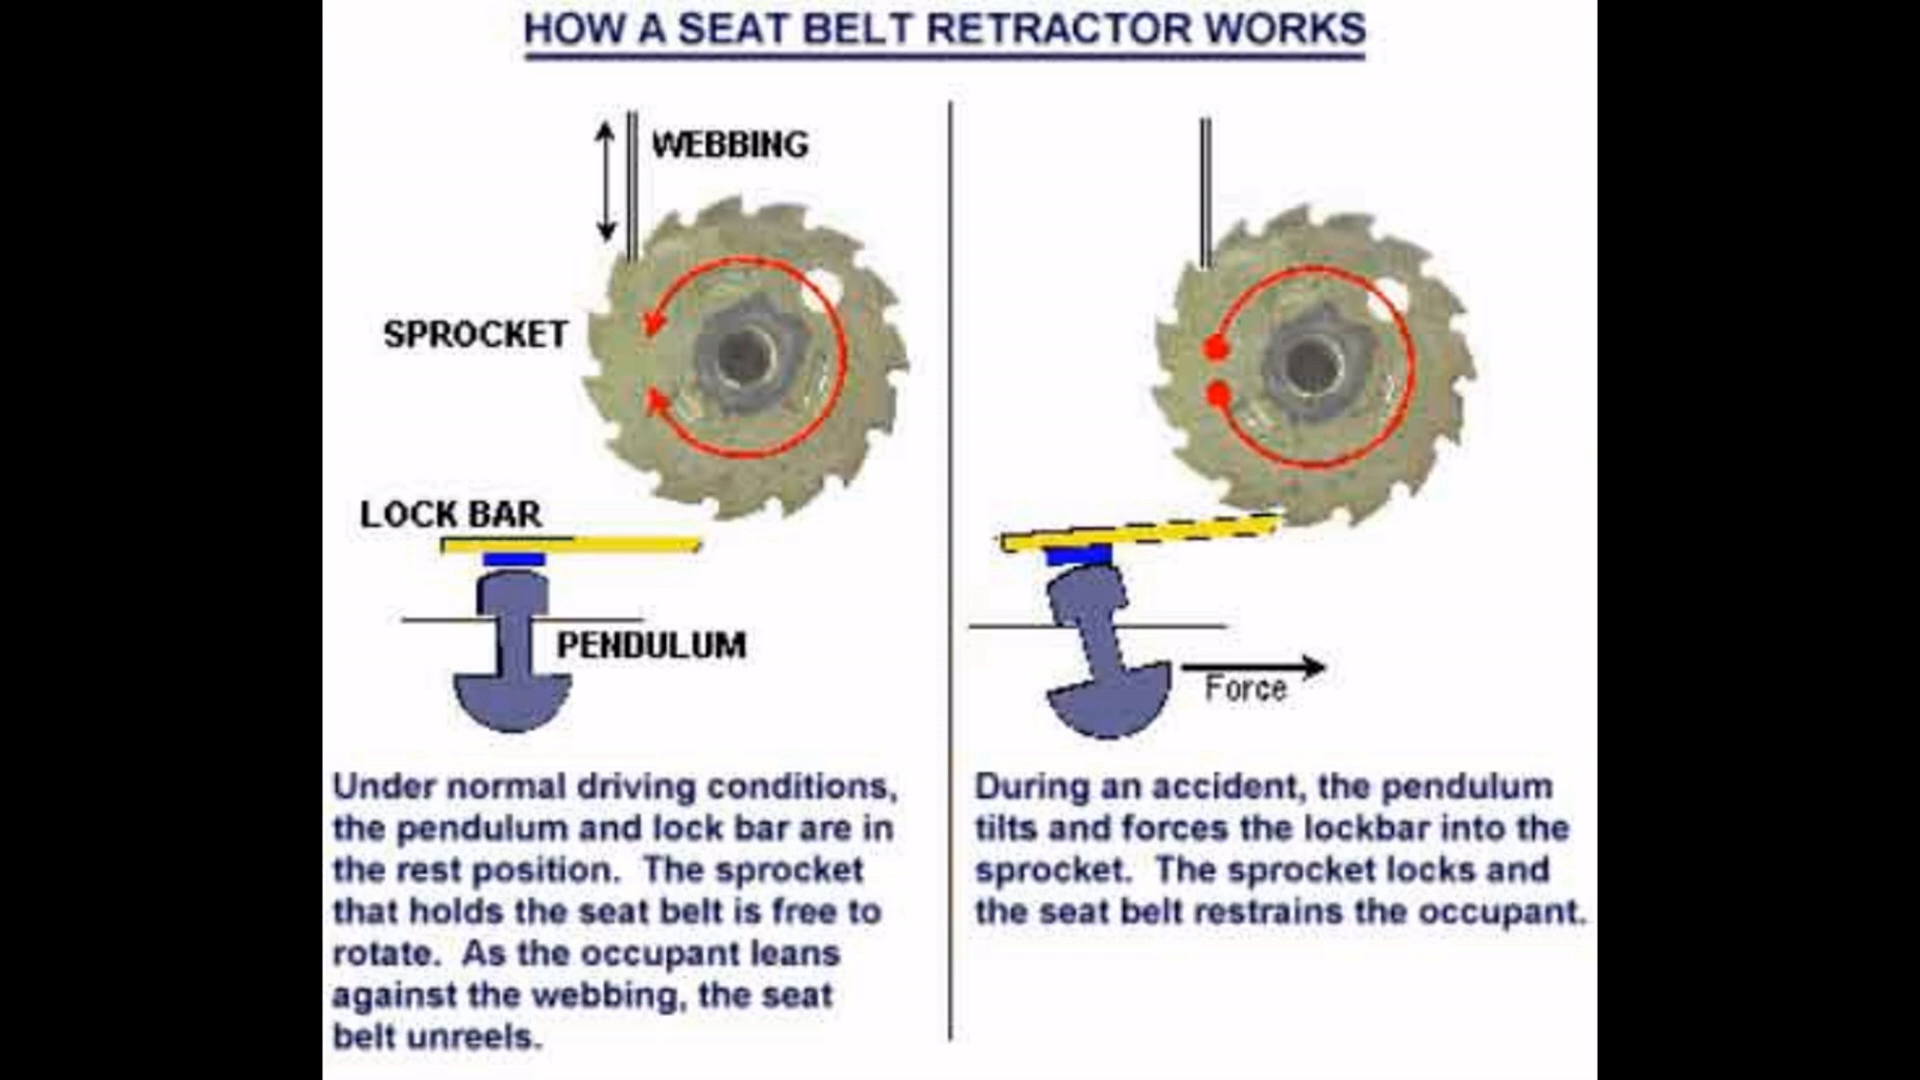 HOW A SEAT BELT RETRACTOR WORKS
WEBBING
SPROCKET
LOCK BAR
PENDULUM
Under normal driving conditions,
the pendulum and lock bar are in
the rest position. The sprocket
that holds the seat belt is free to
rotate. As the occupant leans
against the webbing, the seat
belt unreels.
Force
During an accident, the pendulum
tilts and forces the lockbar into the
sprocket. The sprocket locks and
the seat belt restrains the occupant.